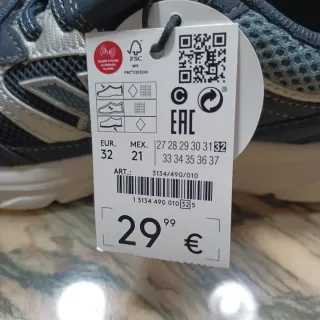 FSC
MIX
EAC
EUR. 32
MEX. 21
27 28 29 30 31 32
33 34 35 36 37
ART.: 3134/490/010
1 3134 490 010 32 5
29 99 €